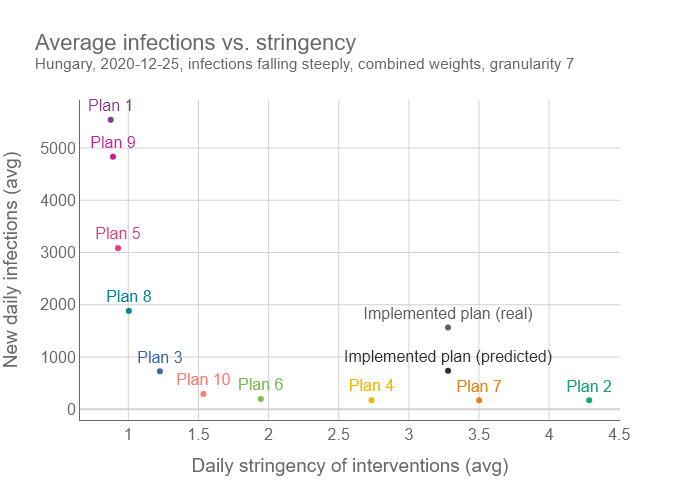 Average infections vs. stringency
Hungary, 2020-12-25, infections falling steeply, combined weights, granularity 7
Plan 1
Plan 9
5000
4000
Plan 5
3000
Plan 8
2000
Implemented plan (real)
Plan 3
Implemented plan (predicted)
1000
Plan 10
Plan 6
Plan 4
Plan 7
Plan 2
0
1
1.5
2
2.5
3
3.5
4
4.5
New daily infections (avg)
Daily stringency of interventions (avg)